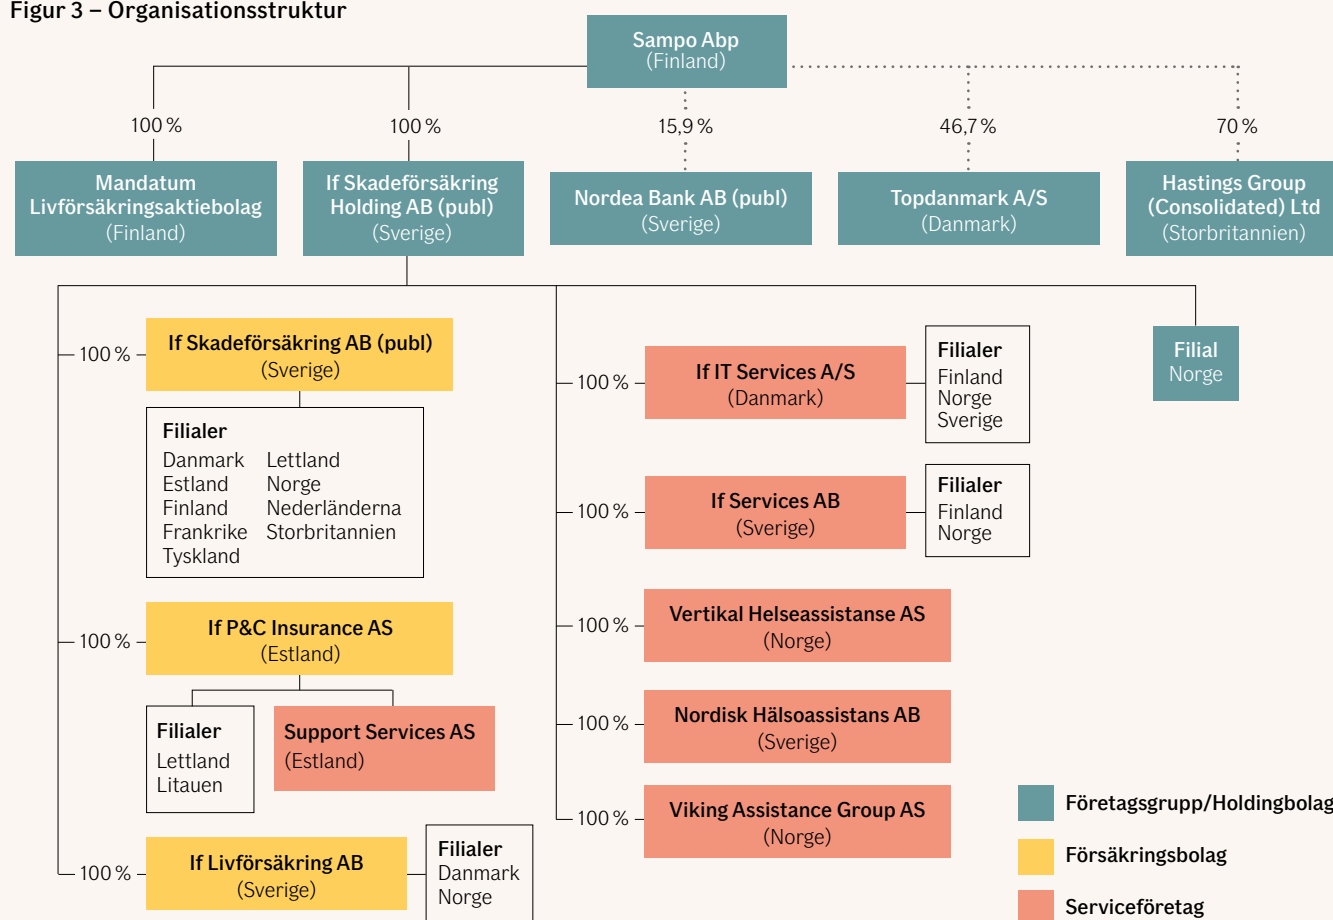 Figur 3 – Organisationsstruktur
Sampo Abp
(Finland)
100 %
100 %
15,9 %
46,7 %
70 %
Mandatum
Livförsäkringsaktiebolag
(Finland)
If Skadeförsäkring
Holding AB (publ)
(Sverige)
Nordea Bank AB (publ)
(Sverige)
Topdanmark A/S
(Danmark)
Hastings Group
(Consolidated) Ltd
(Storbritannien)
100 %
If Skadeförsäkring AB (publ)
(Sverige)
Filialer
Danmark
Estland
Finland
Frankrike
Tyskland
Lettland
Norge
Nederländerna
Storbritannien
100 %
If P&C Insurance AS
(Estland)
Filialer
Lettland
Litauen
Support Services AS
(Estland)
100 %
If Livförsäkring AB
(Sverige)
Filialer
Danmark
Norge
100 %
If IT Services A/S
(Danmark)
Filialer
Finland
Norge
Sverige
100 %
If Services AB
(Sverige)
Filialer
Finland
Norge
100 %
Vertikal Helseassistanse AS
(Norge)
100 %
Nordisk Hälsoassistans AB
(Sverige)
100 %
Viking Assistance Group AS
(Norge)
Filial
Norge
Företagsgrupp/Holdingbolag
Försäkringsbolag
Serviceföretag